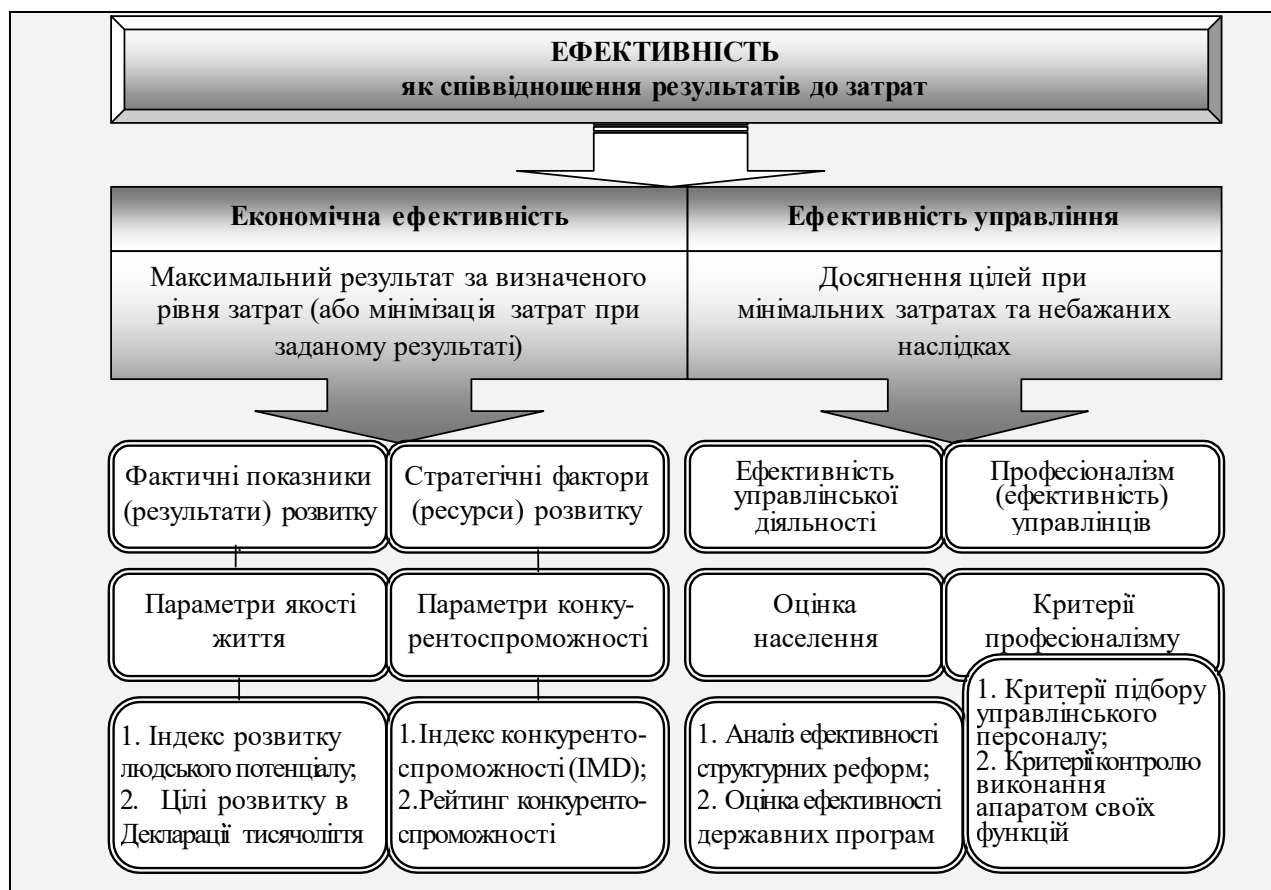 ЕФЕКТИВНІСТЬ
як співвідношення результатів до затрат
Економічна ефективність
Максимальний результат за визначеного
рівня затрат (або мінімізація затрат при
заданому результаті)
Ефективність управління
Досягнення цілей при
мінімальних затратах та небажаних
наслідках
Фактичні показники
(результати) розвитку
Стратегічні фактори
(ресурси) розвитку
Ефективність
управлінської
діяльності
Професіоналізм
(ефективність)
управлінців
Параметри якості
життя
Параметри конку-
рентоспроможності
Оцінка
населення
Критерії
професіоналізму
1. Індекс розвитку
людського потенціалу;
2. Цілі розвитку в
Декларації тисячоліття
1.Індекс конкуренто-
спроможності (IMD);
2.Рейтинг конкуренто-
спроможності
1. Аналіз ефективності
структурних реформ;
2. Оцінка ефективності
державних програм
1. Критерії підбору
управлінського
персоналу;
2. Критерії контролю
виконання
апаратом своїх
функцій